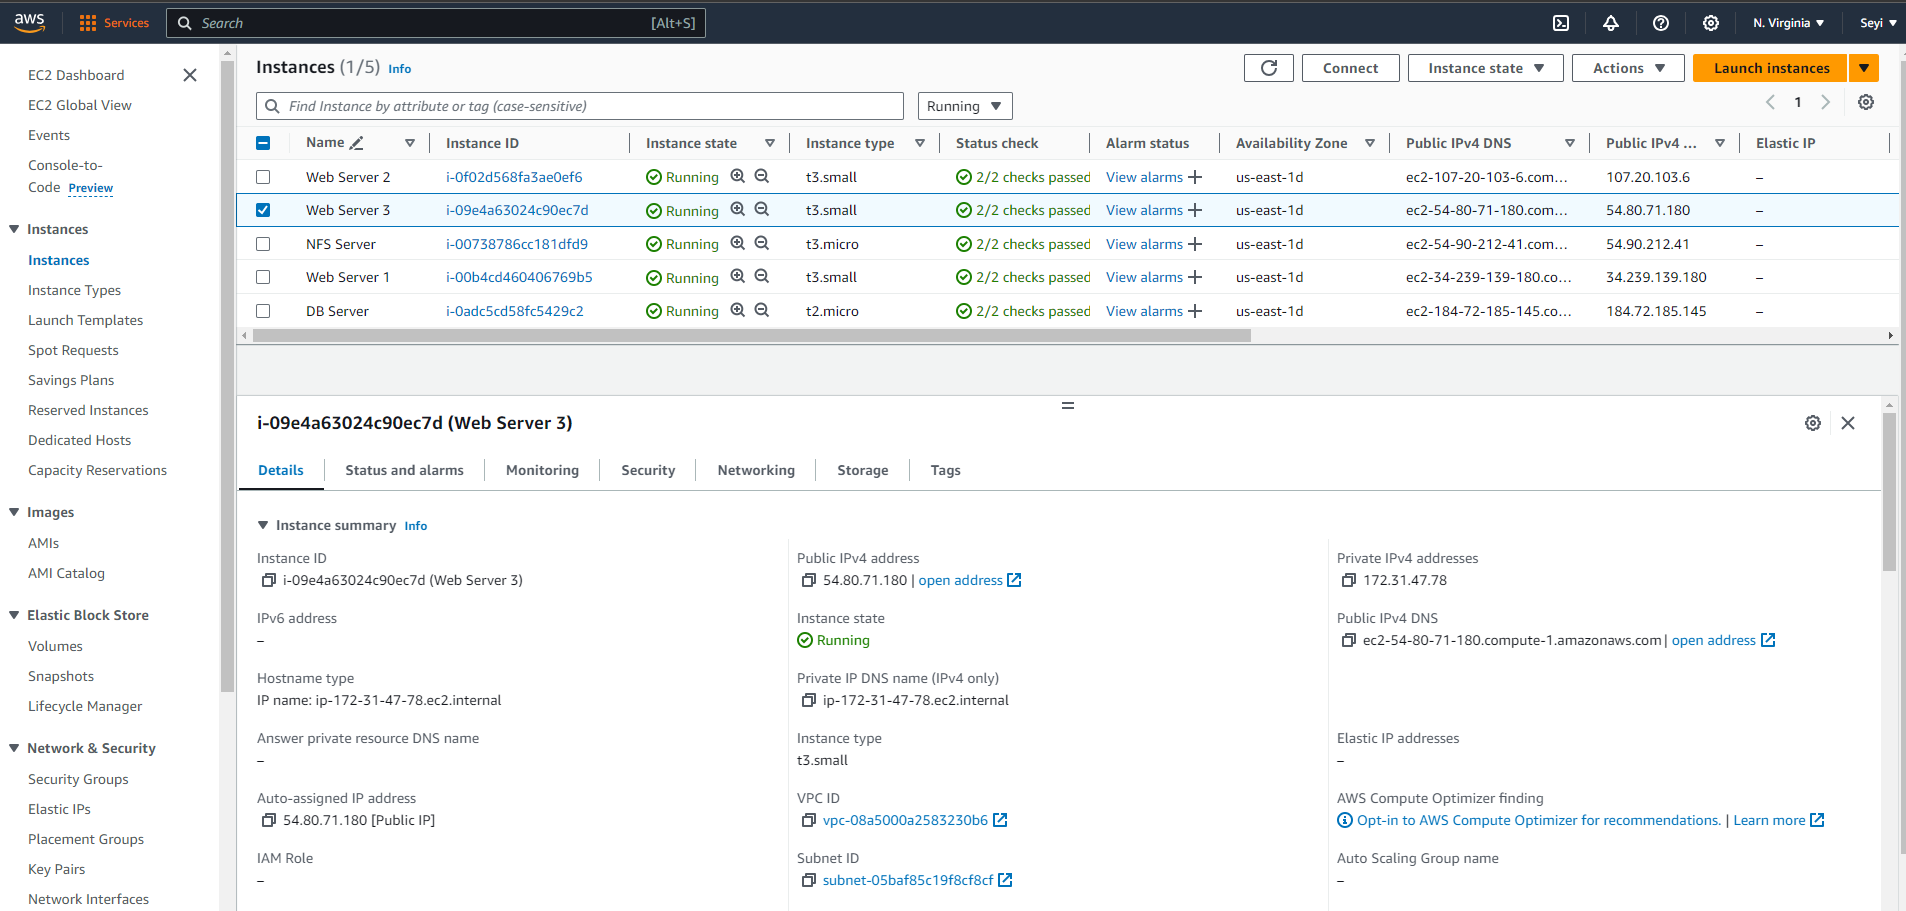 aws Services Search [Alt+S] N. Virginia Seyi
EC2 Dashboard
EC2 Global View
Events
Console-to-
Code Preview
Instances
Instances
Instance Types
Launch Templates
Spot Requests
Savings Plans
Reserved Instances
Dedicated Hosts
Capacity Reservations
Images
AMIs
AMI Catalog
Elastic Block Store
Volumes
Snapshots
Lifecycle Manager
Network & Security
Security Groups
Elastic IPs
Placement Groups
Key Pairs
Network Interfaces
Instances (1/5) Info Connect Instance state Actions Launch instances
Find Instance by attribute or tag (case-sensitive) Running 1
Name Instance ID Instance state Instance type Status check Alarm status Availability Zone Public IPv4 DNS Public IPv4 ... Elastic IP
Web Server 2 i-0f02d568fa3ae0ef6 Running t3.small 2/2 checks passed View alarms + us-east-1d ec2-107-20-103-6.com... 107.20.103.6 –
Web Server 3 i-09e4a63024c90ec7d Running t3.small 2/2 checks passed View alarms + us-east-1d ec2-54-80-71-180.com... 54.80.71.180 –
NFS Server i-00738786cc181dfd9 Running t3.micro 2/2 checks passed View alarms + us-east-1d ec2-54-90-212-41.com... 54.90.212.41 –
Web Server 1 i-00b4cd460406769b5 Running t3.small 2/2 checks passed View alarms + us-east-1d ec2-34-239-139-180.co... 34.239.139.180 –
DB Server i-0adc5cd58fc5429c2 Running t2.micro 2/2 checks passed View alarms + us-east-1d ec2-184-72-185-145.co... 184.72.185.145 –
i-09e4a63024c90ec7d (Web Server 3)
Details Status and alarms Monitoring Security Networking Storage Tags
Instance summary Info
Instance ID Public IPv4 address Private IPv4 addresses
i-09e4a63024c90ec7d (Web Server 3) 54.80.71.180 | open address 172.31.47.78
IPv6 address Instance state Public IPv4 DNS
– Running ec2-54-80-71-180.compute-1.amazonaws.com | open address
Hostname type Private IP DNS name (IPv4 only)
IP name: ip-172-31-47-78.ec2.internal ip-172-31-47-78.ec2.internal
Answer private resource DNS name Instance type Elastic IP addresses
– t3.small –
Auto-assigned IP address VPC ID AWS Compute Optimizer finding
54.80.71.180 [Public IP] vpc-08a5000a2583230b6 Opt-in to AWS Compute Optimizer for recommendations. | Learn more
IAM Role Subnet ID Auto Scaling Group name
– subnet-05baf85c19f8cf8cf –